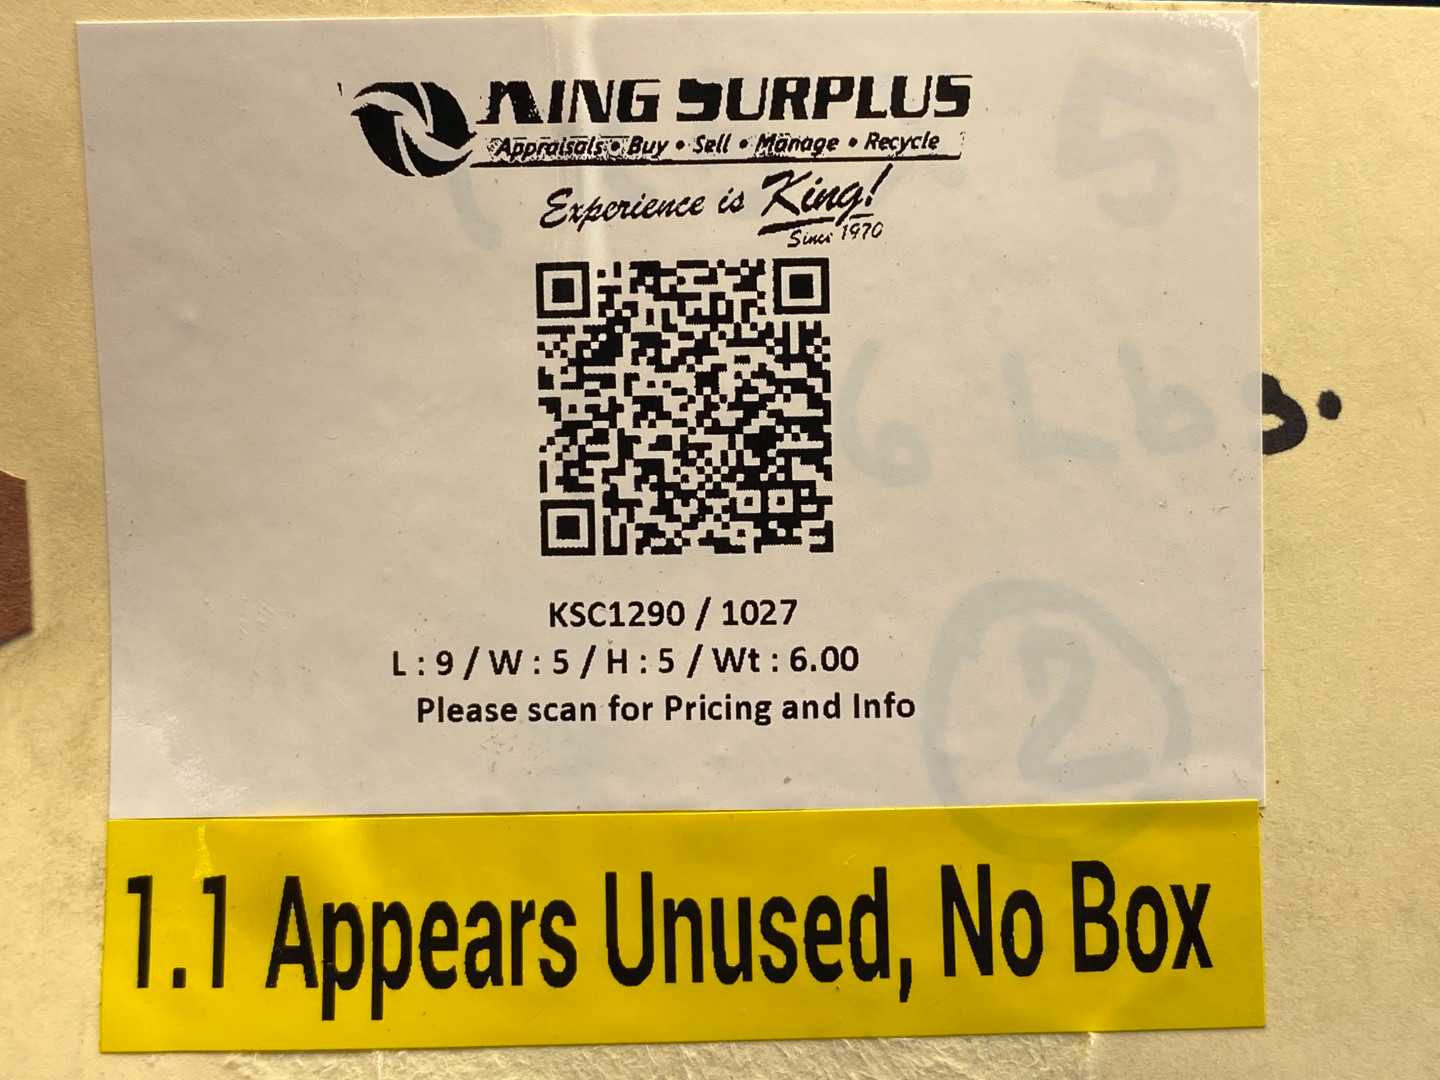 KING SURPLUS
Appraisals • Buy • Sell • Manage • Recycle
Experience is King!
Since 1970
5
6 Lbs.
KSC1290 / 1027
L : 9 / W : 5 / H : 5 / Wt : 6.00
Please scan for Pricing and Info
2
1.1 Appears Unused, No Box